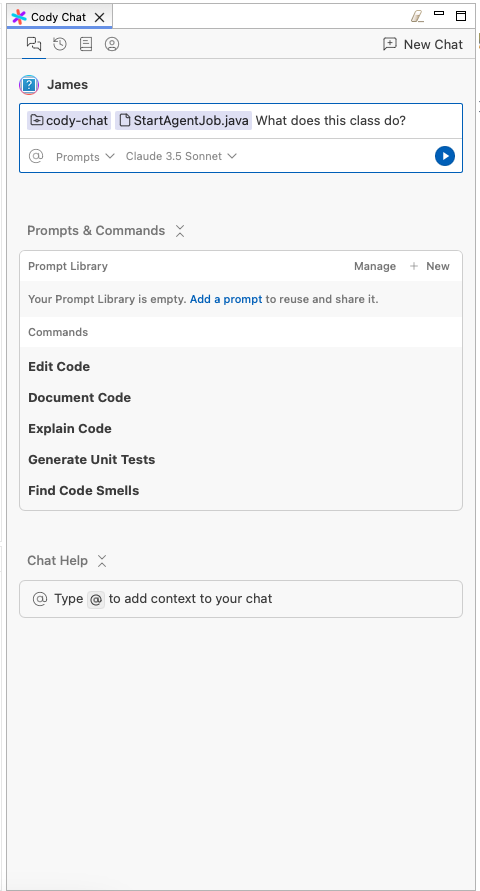 Cody Chat
New Chat
James
cody-chat StartAgentJob.java What does this class do?
@ Prompts Claude 3.5 Sonnet
Prompts & Commands
Prompt Library Manage + New
Your Prompt Library is empty. Add a prompt to reuse and share it.
Commands
Edit Code
Document Code
Explain Code
Generate Unit Tests
Find Code Smells
Chat Help
@ Type @ to add context to your chat